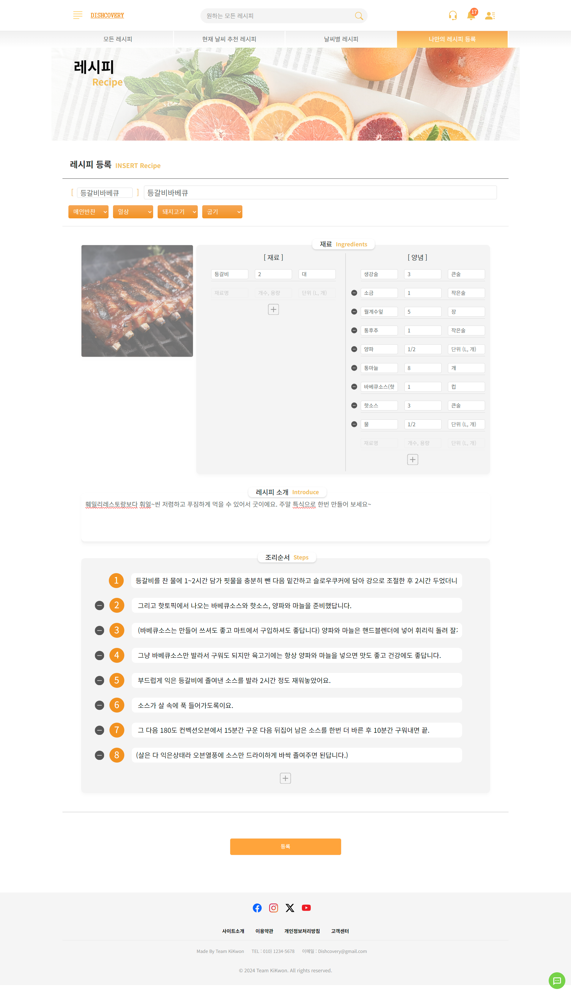 DISHCOVERY
원하는 모든 레시피
17
모든 레시피
현재 날씨 추천 레시피
날씨별 레시피
나만의 레시피 등록
레시피
Recipe
레시피 등록 INSERT Recipe
[ 등갈비바베큐 ] 등갈비바베큐
메인반찬 일상 돼지고기 굽기
재료 Ingredients
[ 재료 ]
등갈비 2 대
재료명 개수, 용량 단위 (L, 개)
[ 양념 ]
생강술 3 큰술
소금 1 작은술
월계수잎 5 장
통후추 1 작은술
양파 1/2 단위 (L, 개)
통마늘 8 개
바베큐소스(핫 1 컵
핫소스 3 큰술
물 1/2 단위 (L, 개)
재료명 개수, 용량 단위 (L, 개)
레시피 소개 Introduce
훼밀리레스토랑보다 훠얼~씬 저렴하고 푸짐하게 먹을 수 있어서 굿이에요. 주말 특식으로 한번 만들어 보세요~
조리순서 Steps
1 등갈비를 찬 물에 1~2시간 담가 핏물을 충분히 뺀 다음 밑간하고 슬로우쿠커에 담아 강으로 조절한 후 2시간 두었더니
2 그리고 핫토픽에서 나오는 바베큐소스와 핫소스, 양파와 마늘을 준비했답니다.
3 (바베큐소스는 만들어 쓰셔도 좋고 마트에서 구입하셔도 좋답니다) 양파와 마늘은 핸드블렌더에 넣어 휘리릭 돌려 잘
4 그냥 바베큐소스만 발라서 구워도 되지만 육고기에는 항상 양파와 마늘을 넣으면 맛도 좋고 건강에도 좋답니다.
5 부드럽게 익은 등갈비에 졸여낸 소스를 발라 2시간 정도 재워놓았어요.
6 소스가 살 속에 푹 들어가도록이요.
7 그 다음 180도 컨벡션오븐에서 15분간 구운 다음 뒤집어 남은 소스를 한번 더 바른 후 10분간 구워내면 끝.
8 (살은 다 익은상태라 오븐열풍에 소스만 드라이하게 바싹 졸여주면 된답니다.)
등록
사이트소개 이용약관 개인정보처리방침 고객센터
Made By Team KiKwon TEL : 010) 1234-5678 이메일 : Dishcovery@gmail.com
© 2024 Team KiKwon. All rights reserved.